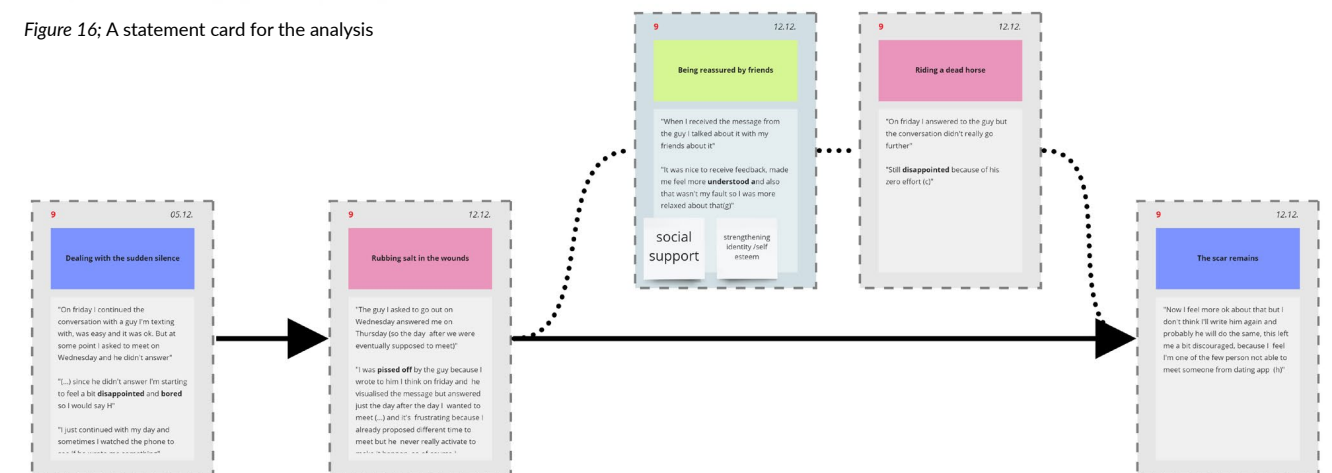 Figure 16; A statement card for the analysis
9 05.12.
Dealing with the sudden silence
"On friday I continued the
conversation with a guy I'm texting
with, was easy and it was ok. But at
some point I asked to meet on
Wednesday and he didn't answer"
"(...) since he didn't answer I'm starting
to feel a bit disappointed and bored
so I would say H"
"I just continued with my day and
sometimes I watched the phone to
9 12.12.
Rubbing salt in the wounds
"The guy I asked to go out on
Wednesday answered me on
Thursday (so the day after we were
eventually supposed to meet)"
"I was pissed off by the guy because I
wrote to him I think on friday and he
visualised the message but answered
just the day after the day I wanted to
meet (...) and it's frustrating because I
already proposed different time to
meet but he never really activate to
9 12.12.
Being reassured by friends
"When I received the message from
the guy I talked about it with my
friends about it"
"It was nice to receive feedback, made
me feel more understood and also
that wasn't my fault so I was more
relaxed about that(g)"
social
support
strengthening
identity /self
esteem
9 12.12.
Riding a dead horse
"On friday I answered to the guy but
the conversation didn't really go
further"
"Still disappointed because of his
zero effort (c)"
9 12.12.
The scar remains
"Now I feel more ok about that but I
don't think I'll write him again and
probably he will do the same, this left
me a bit discouraged, because I feel
I'm one of the few person not able to
meet someone from dating app (h)"